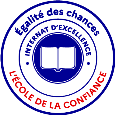 Égalité des chances
• INTERNAT D'EXCELLENCE •
L'ÉCOLE DE LA CONFIANCE